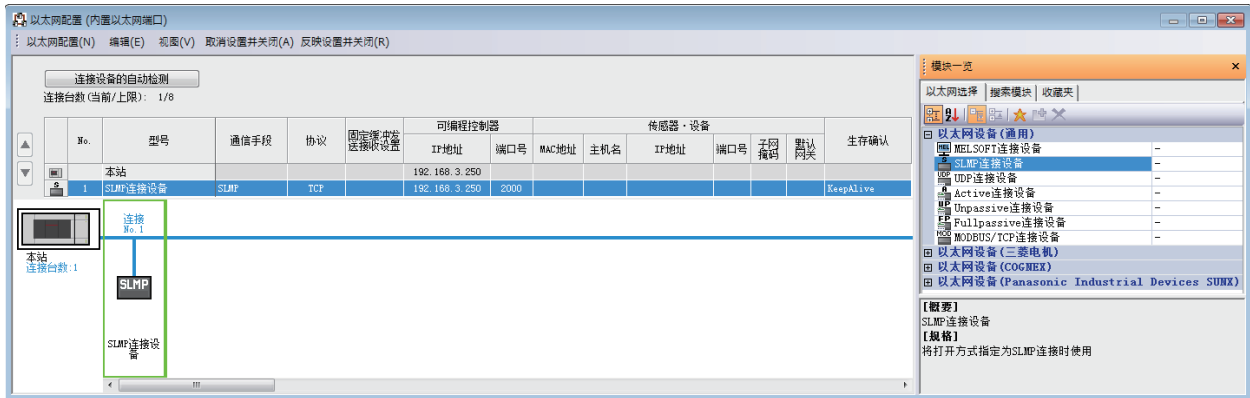 以太网配置 (内置以太网端口)
以太网配置(N) 编辑(E) 视图(V) 取消设置并关闭(A) 反映设置并关闭(R)
连接设备的自动检测
连接台数(当前/上限): 1/8
可编程控制器 传感器・设备
No. 型号 通信手段 协议 固定缓冲发送接收设置 IP地址 端口号 MAC地址 主机名 IP地址 端口号 子网掩码 默认网关 生存确认
本站 192.168.3.250
1 SLMP连接设备 SLMP TCP 192.168.3.250 2000 KeepAlive
连接
No.1
本站
连接台数:1
SLMP
SLMP连接设
备
模块一览
以太网选择 搜索模块 收藏夹
以太网设备(通用)
MELSOFT连接设备 -
SLMP连接设备 -
UDP连接设备 -
Active连接设备 -
Unpassive连接设备 -
Fullpassive连接设备 -
MODBUS/TCP连接设备 -
以太网设备(三菱电机)
以太网设备(COGNEX)
以太网设备(Panasonic Industrial Devices SUNX)
[概要]
SLMP连接设备
[规格]
将打开方式指定为SLMP连接时使用